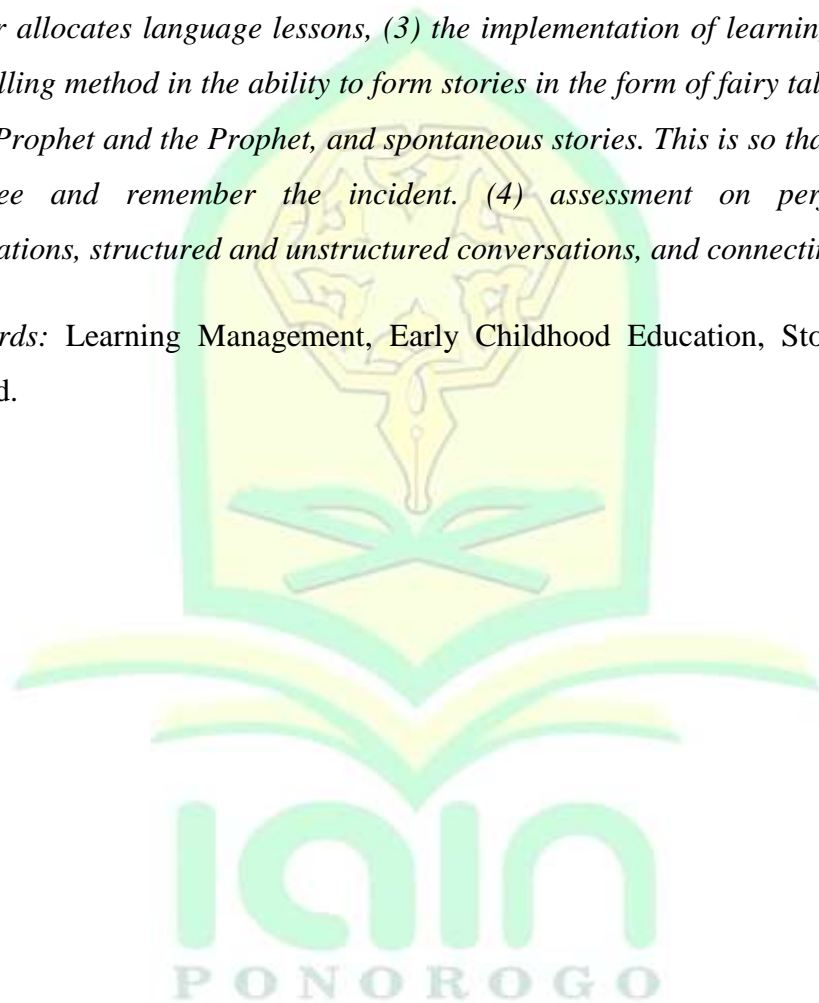 r allocates language lessons, (3) the implementation of learning
lling method in the ability to form stories in the form of fairy tal
Prophet and the Prophet, and spontaneous stories. This is so tha
ee and remember the incident. (4) assessment on per
ations, structured and unstructured conversations, and connectin
rds: Learning Management, Early Childhood Education, Sto
d.
iain
PONOROGO